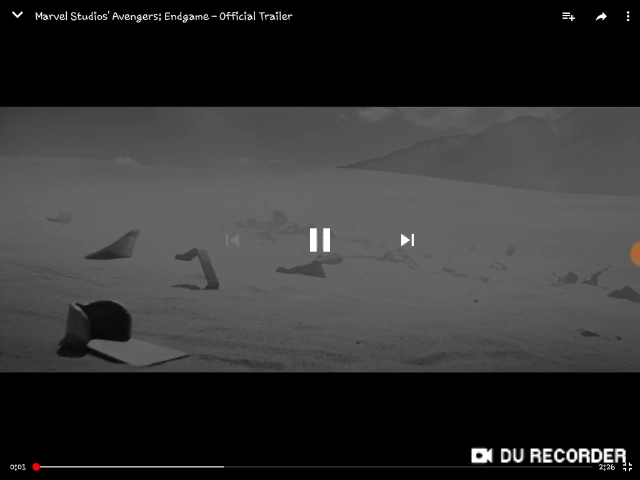 Marvel Studios' Avengers: Endgame - Official Trailer
DU RECORDER
0:01
2:26